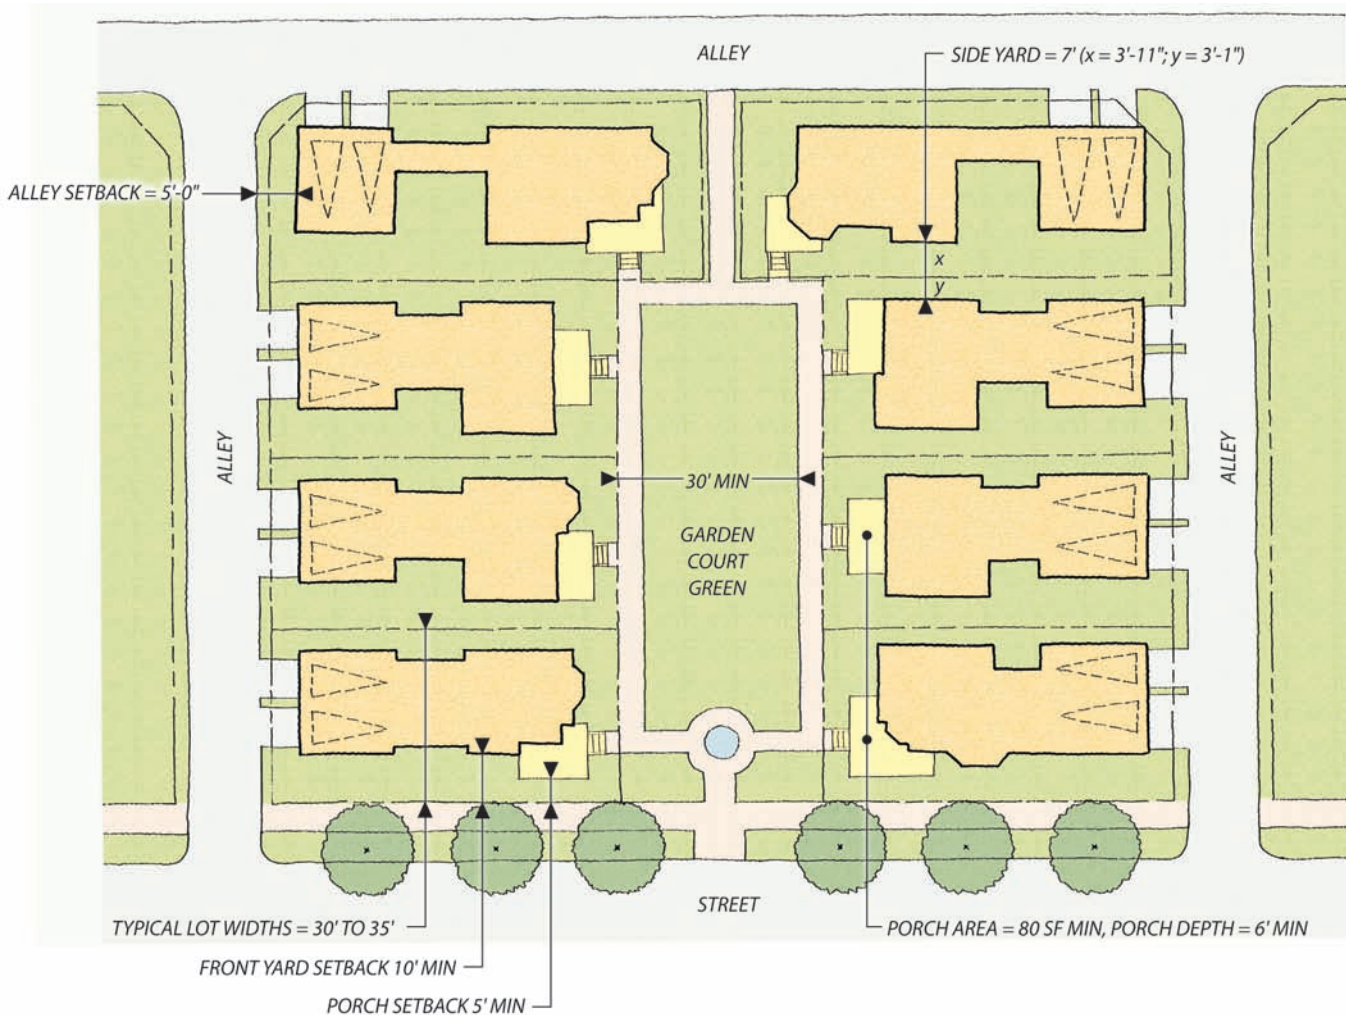 ALLEY
SIDE YARD = 7' (x = 3'-11"; y = 3'-1")
ALLEY SETBACK = 5'-0"
x
y
ALLEY
ALLEY
30' MIN
GARDEN
COURT
GREEN
STREET
TYPICAL LOT WIDTHS = 30' TO 35'
PORCH AREA = 80 SF MIN, PORCH DEPTH = 6' MIN
FRONT YARD SETBACK 10' MIN
PORCH SETBACK 5' MIN